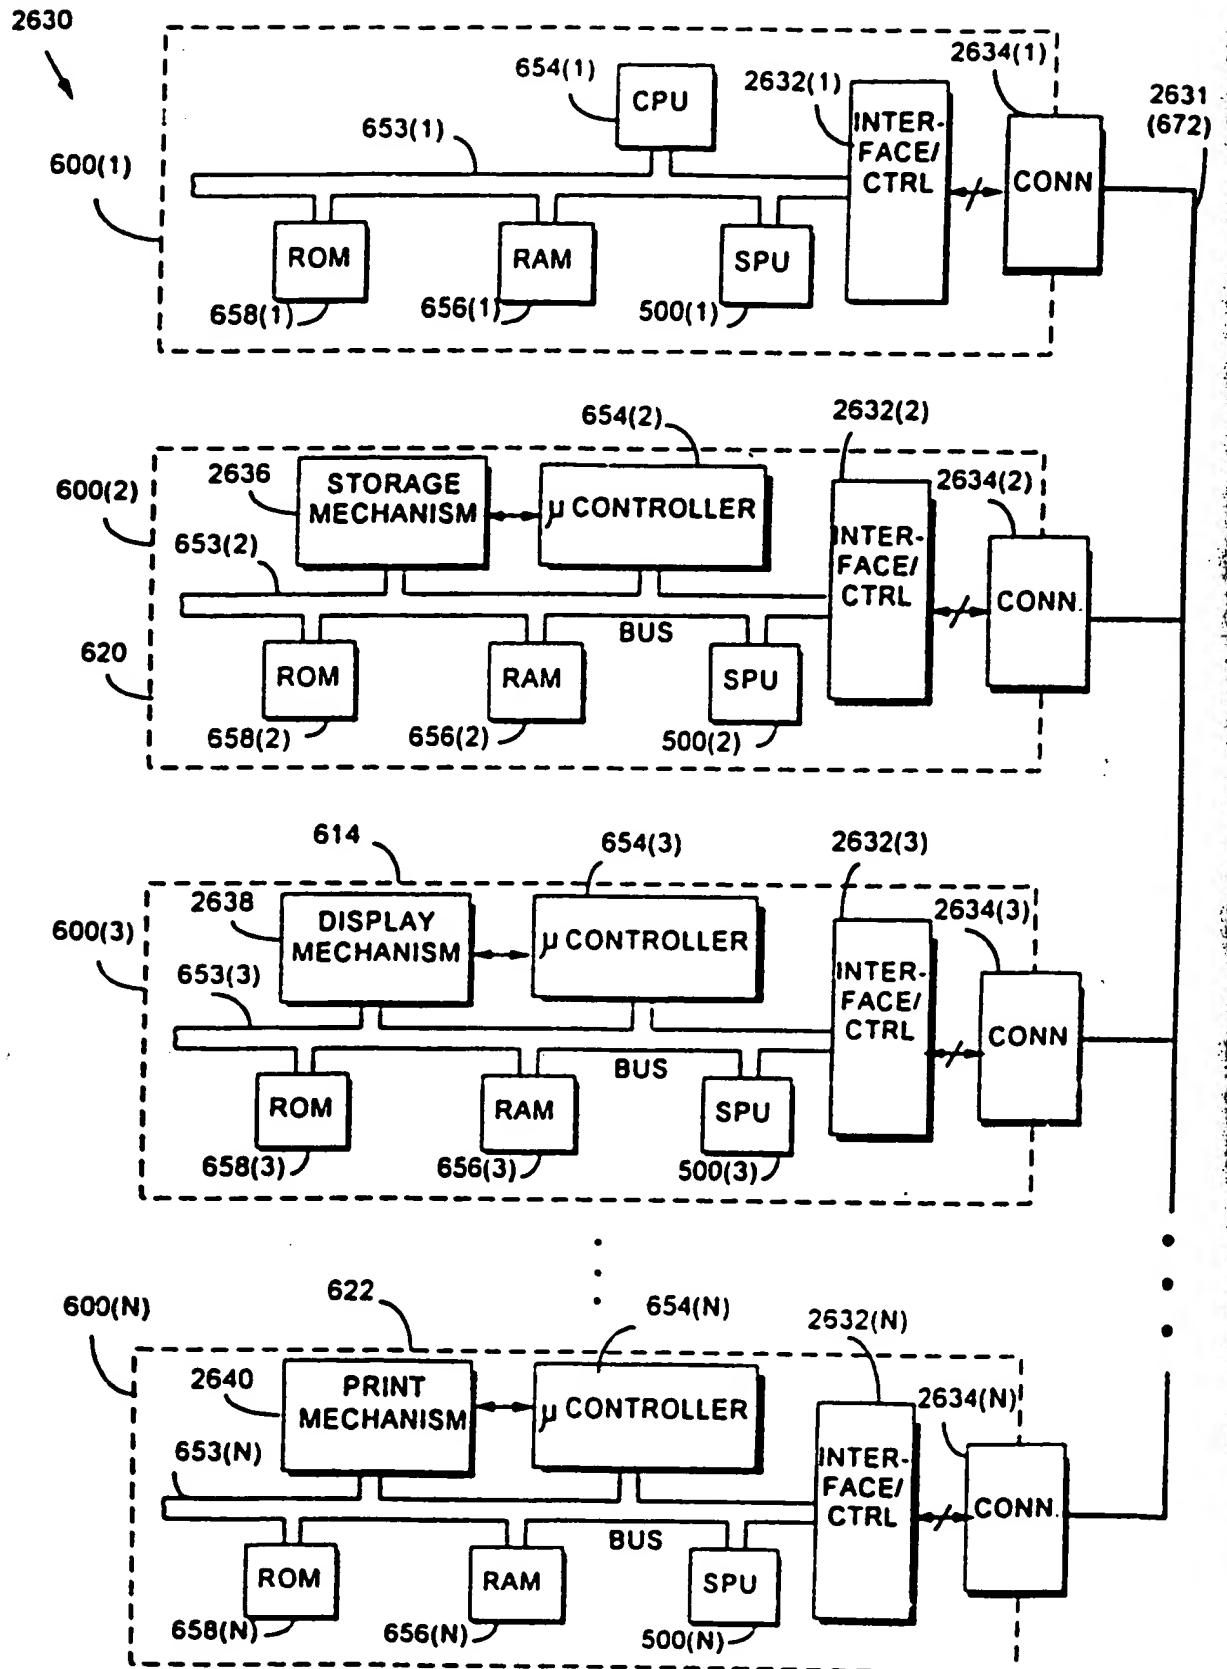 2630
600(1)
654(1)
CPU
2632(1)
2634(1)
2631
(672)
653(1)
INTER-
FACE/
CTRL
CONN
ROM
RAM
SPU
658(1)
656(1)
500(1)
600(2)
2636
STORAGE
MECHANISM
654(2)
µ CONTROLLER
2632(2)
2634(2)
653(2)
INTER-
FACE/
CTRL
CONN.
BUS
620
ROM
RAM
SPU
658(2)
656(2)
500(2)
614
654(3)
2632(3)
600(3)
2638
DISPLAY
MECHANISM
µ CONTROLLER
2634(3)
653(3)
INTER-
FACE/
CTRL
CONN
BUS
ROM
RAM
SPU
658(3)
656(3)
500(3)
600(N)
622
654(N)
2632(N)
2640
PRINT
MECHANISM
µ CONTROLLER
2634(N)
653(N)
INTER-
FACE/
CTRL
CONN.
BUS
ROM
RAM
SPU
658(N)
656(N)
500(N)